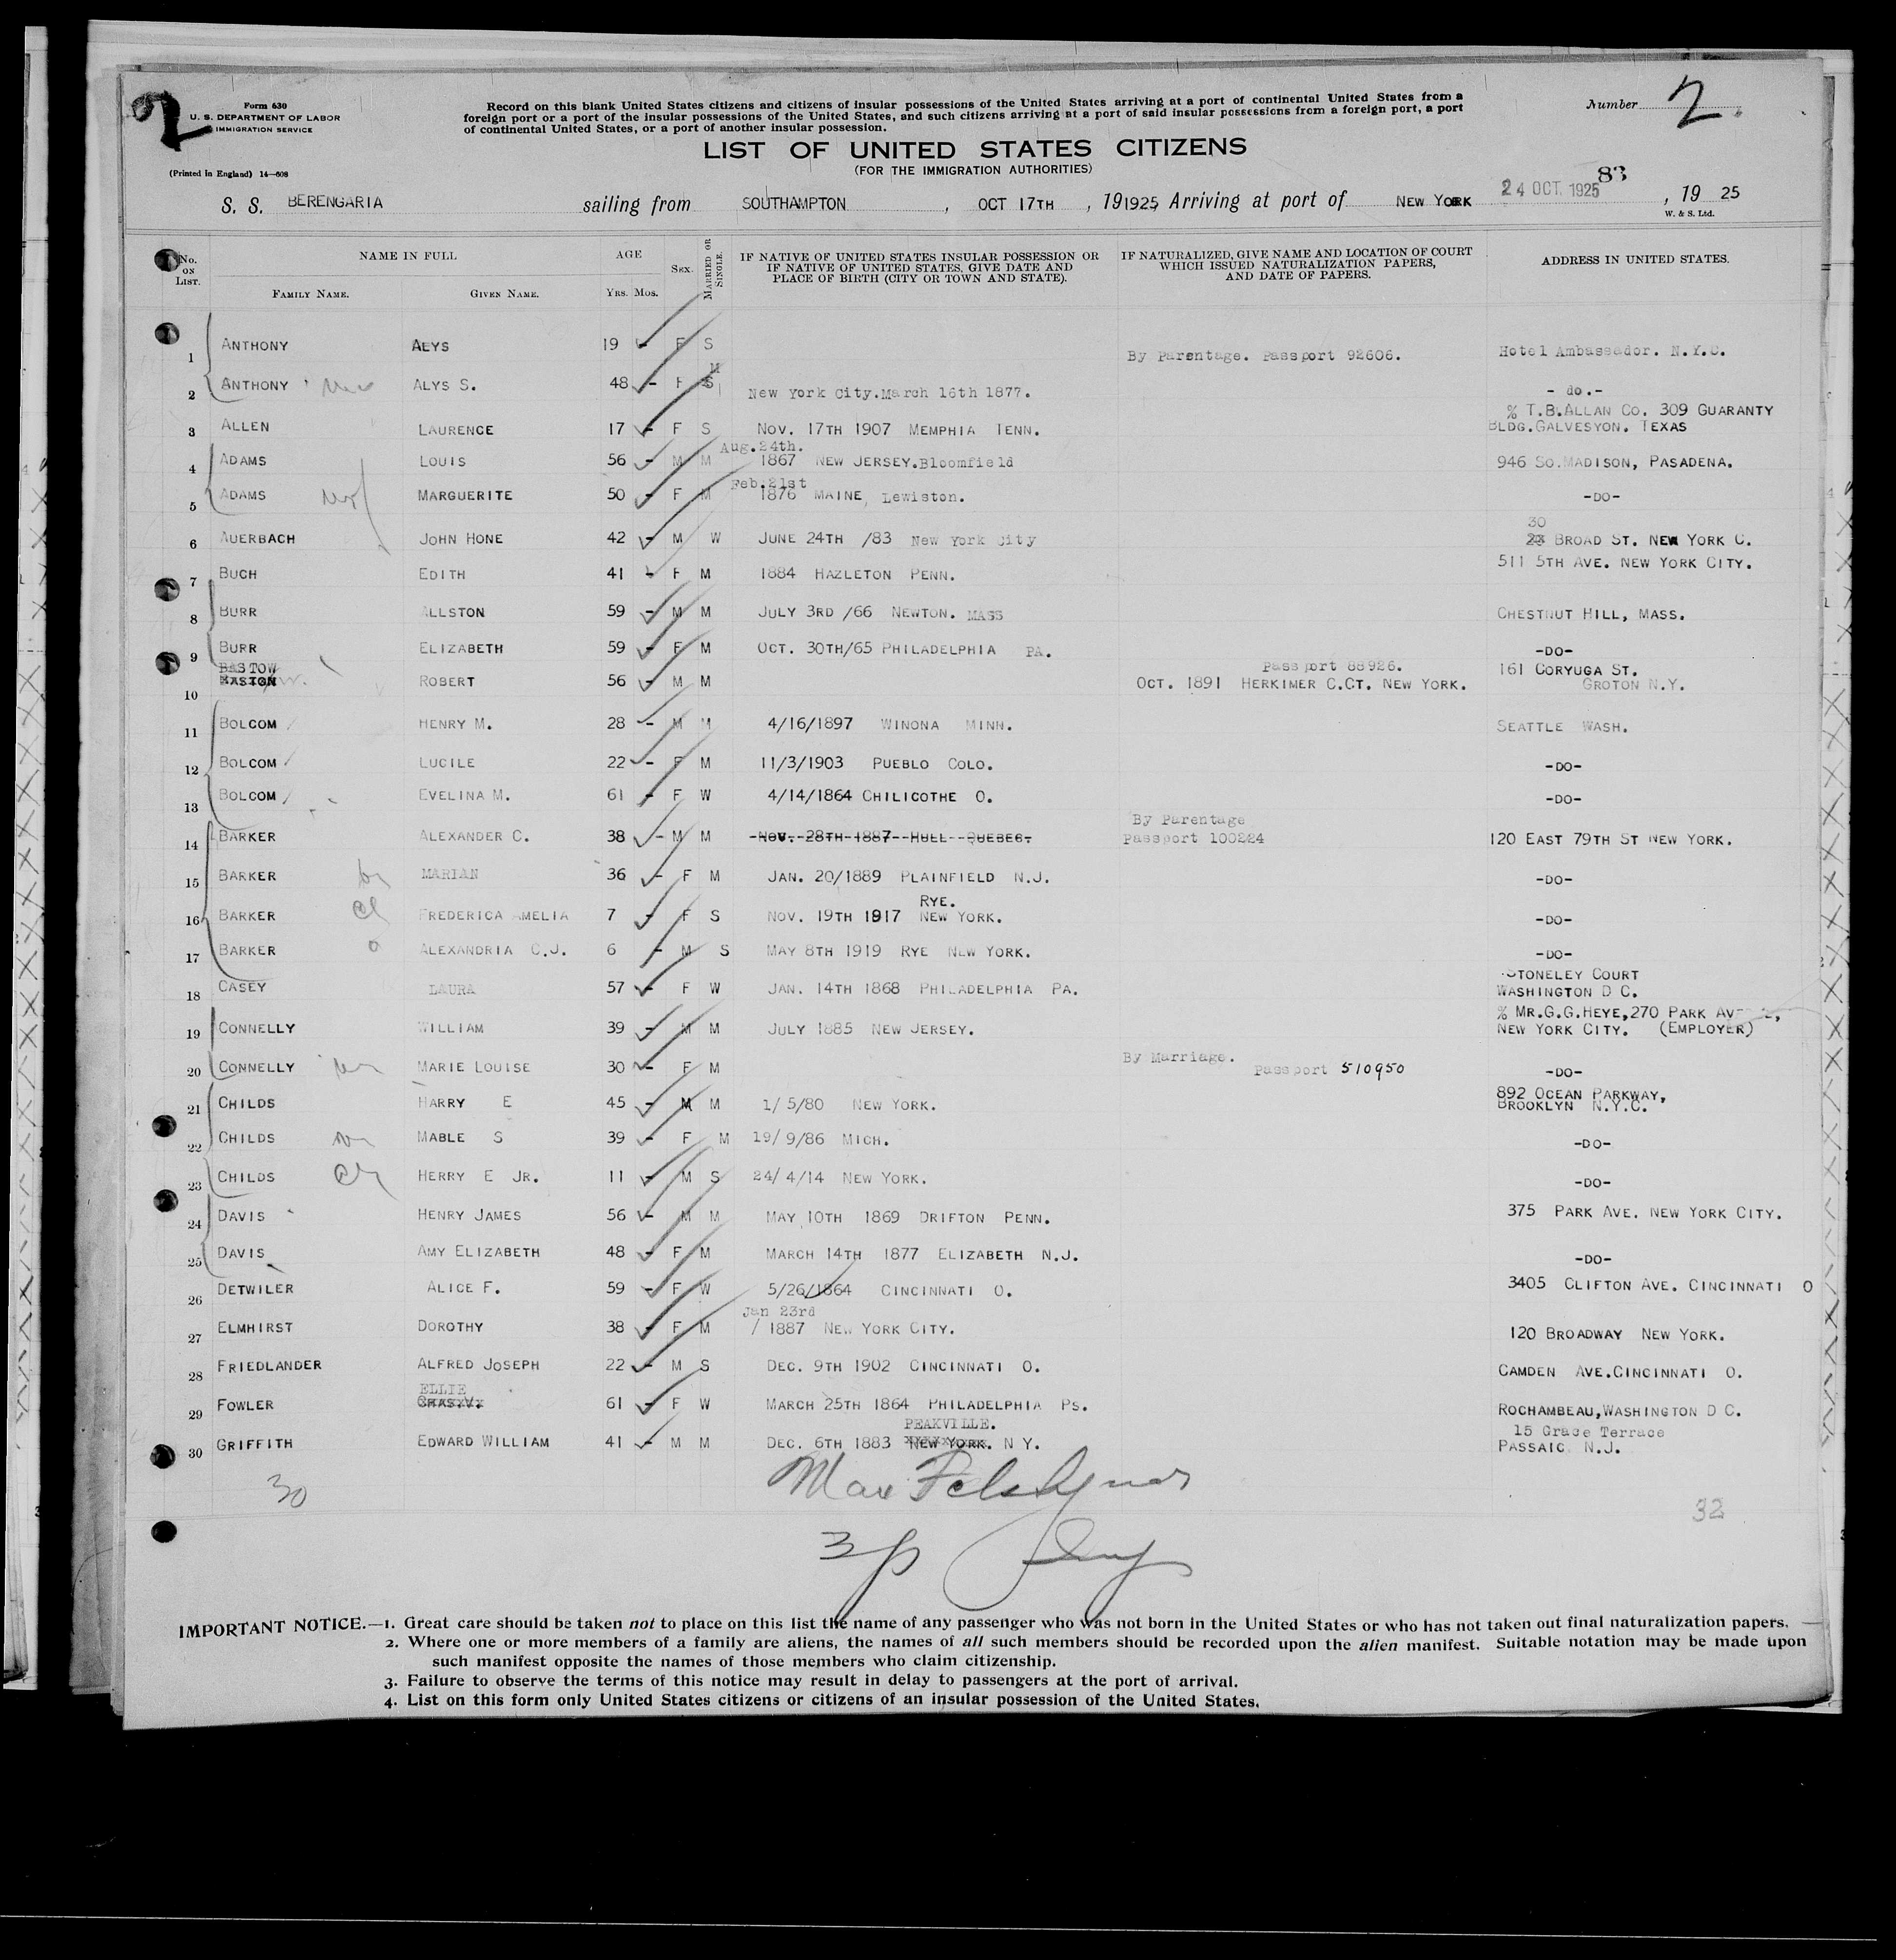 2
Form 630
U. S. DEPARTMENT OF LABOR
IMMIGRATION SERVICE
(Printed in England) 14—608
Record on this blank United States citizens and citizens of insular possessions of the United States arriving at a port of continental United States from a
foreign port or a port of the insular possessions of the United States, and such citizens arriving at a port of said insular possessions from a foreign port, a port
of continental United States, or a port of another insular possession.
Number 2.
LIST OF UNITED STATES CITIZENS
(FOR THE IMMIGRATION AUTHORITIES)
83
S. S. BERENGARIA sailing from SOUTHAMPTON, OCT 17TH, 191925, Arriving at port of NEW YORK 24 OCT. 1925, 19 25
W. & S. Ltd.
No. ON LIST. NAME IN FULL AGE SEX. MARRIED OR SINGLE. IF NATIVE OF UNITED STATES INSULAR POSSESSION OR IF NATIVE OF UNITED STATES, GIVE DATE AND PLACE OF BIRTH (CITY OR TOWN AND STATE). IF NATURALIZED, GIVE NAME AND LOCATION OF COURT WHICH ISSUED NATURALIZATION PAPERS, AND DATE OF PAPERS. ADDRESS IN UNITED STATES.
FAMILY NAME. GIVEN NAME. YRS. MOS.
1 ANTHONY ALYS 19 - F S By Parentage. Passport 92606. Hotel Ambassador. N.Y.C.
2 ANTHONY ALYS S. 48 - F S M New York City.March 16th 1877. - do.-
3 ALLEN LAURENCE 17 - F S NOV. 17TH 1907 MEMPHIA TENN. % T.B.ALLAN CO. 309 GUARANTY
BLDG.GALVESYON. TEXAS
4 ADAMS LOUIS 56 - M M Aug.24th. 1867 NEW JERSEY.Bloomfield 946 SO.MADISON, PASADENA.
5 ADAMS MARGUERITE 50 - F M Feb.21st 1876 MAINE, Lewiston. -DO-
6 AUERBACH JOHN HONE 42 - M W JUNE 24TH /83 New York City 30 BROAD ST. NEW YORK C.
7 BUCH EDITH 41 - F M 1884 HAZLETON PENN. 511 5TH AVE. NEW YORK CITY.
8 BURR ALLSTON 59 - M M JULY 3RD /66 NEWTON. MASS CHESTNUT HILL, MASS.
9 BURR ELIZABETH 59 - F M OCT. 30TH/65 PHILADELPHIA PA. -DO-
10 BASTOW ROBERT 56 - M M Passport 88926. OCT. 1891 HERKIMER C.CT. NEW YORK. 161 CORYUGA ST.
GROTON N.Y.
11 BOLCOM HENRY M. 28 - M M 4/16/1897 WINONA MINN. SEATTLE WASH.
12 BOLCOM LUCILE 22 - F M 11/3/1903 PUEBLO COLO. -DO-
13 BOLCOM EVELINA M. 61 - F W 4/14/1864 CHILICOTHE O. -DO-
14 BARKER ALEXANDER C. 38 - M M NOV. 28TH 1887 HULL QUEBEC. By Parentage Passport 100224 120 EAST 79TH ST NEW YORK.
15 BARKER MARIAN 36 - F M JAN. 20/1889 PLAINFIELD N.J. -DO-
16 BARKER FREDERICA AMELIA 7 - F S NOV. 19TH 1917 RYE. NEW YORK. -DO-
17 BARKER ALEXANDRIA C.J. 6 - M S MAY 8TH 1919 RYE NEW YORK. -DO-
18 CASEY LAURA 57 - F W JAN. 14TH 1868 PHILADELPHIA PA. STONELEY COURT
WASHINGTON D C.
19 CONNELLY WILLIAM 39 - M M JULY 1885 NEW JERSEY. % MR.G.G.HEYE,270 PARK
NEW YORK CITY. (EMPLOYER)
20 CONNELLY MARIE LOUISE 30 - F M By Marriage. Passport 510950 -DO-
21 CHILDS HARRY E 45 - M M 1/ 5/80 NEW YORK. 892 OCEAN PARKWAY,
BROOKLYN N.Y.C.
22 CHILDS MABLE S 39 - F M 19/ 9/86 MICH. -DO-
23 CHILDS HERRY E JR. 11 - M S 24/ 4/14 NEW YORK. -DO-
24 DAVIS HENRY JAMES 56 - M M MAY 10TH 1869 DRIFTON PENN. 375 PARK AVE. NEW YORK CITY.
25 DAVIS AMY ELIZABETH 48 - F M MARCH 14TH 1877 ELIZABETH N.J. -DO-
26 DETWILER ALICE F. 59 - F W 5/26/1864 CINCINNATI O. 3405 CLIFTON AVE. CINCINNATI O
27 ELMHIRST DOROTHY 38 - F M Jan 23rd / 1887 NEW YORK CITY. 120 BROADWAY NEW YORK.
28 FRIEDLANDER ALFRED JOSEPH 22 - M S DEC. 9TH 1902 CINCINNATI O. CAMDEN AVE.CINCINNATI O.
29 FOWLER ELLIE CHAS.V. 61 - F W MARCH 25TH 1864 PHILADELPHIA PS. ROCHAMBEAU,WASHINGTON D C.
30 GRIFFITH EDWARD WILLIAM 41 - M M DEC. 6TH 1883 PEAKVILLE. NEW YORK. N Y. 15 Grace Terrace
PASSAIC N.J.
30
32
IMPORTANT NOTICE.—1. Great care should be taken not to place on this list the name of any passenger who was not born in the United States or who has not taken out final naturalization papers.
2. Where one or more members of a family are aliens, the names of all such members should be recorded upon the alien manifest. Suitable notation may be made upon
such manifest opposite the names of those members who claim citizenship.
3. Failure to observe the terms of this notice may result in delay to passengers at the port of arrival.
4. List on this form only United States citizens or citizens of an insular possession of the United States.